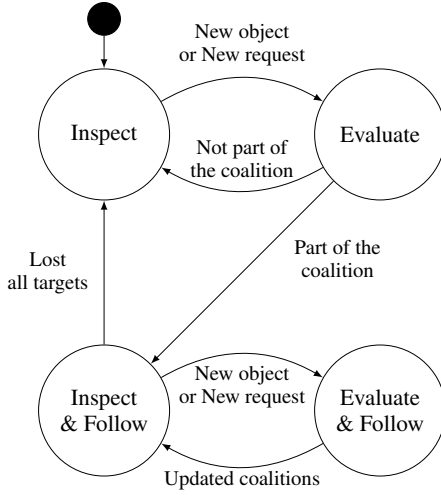 New object
or New request
Inspect
Evaluate
Not part of
the coalition
Lost
all targets
Part of the
coalition
Inspect
& Follow
New object
or New request
Evaluate
& Follow
Updated coalitions